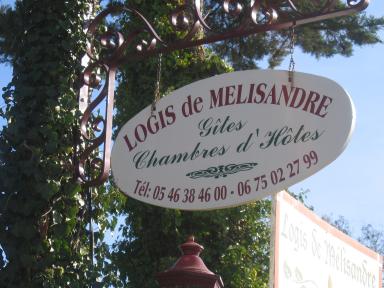 LOGIS de MELISANDRE
Gîtes
Chambres d'Hôtes
Tél: 05 46 38 46 00 - 06 75 02 27 99
Logis de Mélisandre